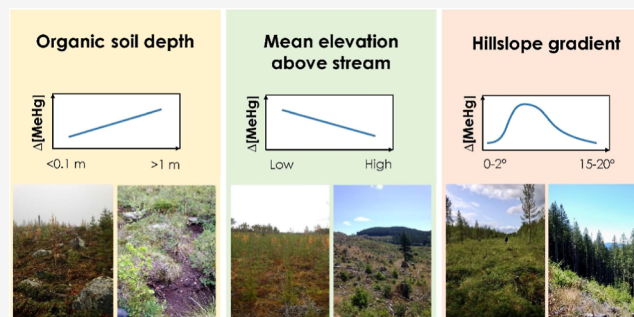 Organic soil depth
Δ[MeHg]
<0.1 m
>1 m
Mean elevation
above stream
Δ[MeHg]
Low
High
Hillslope gradient
Δ[MeHg]
0-2°
15-20°